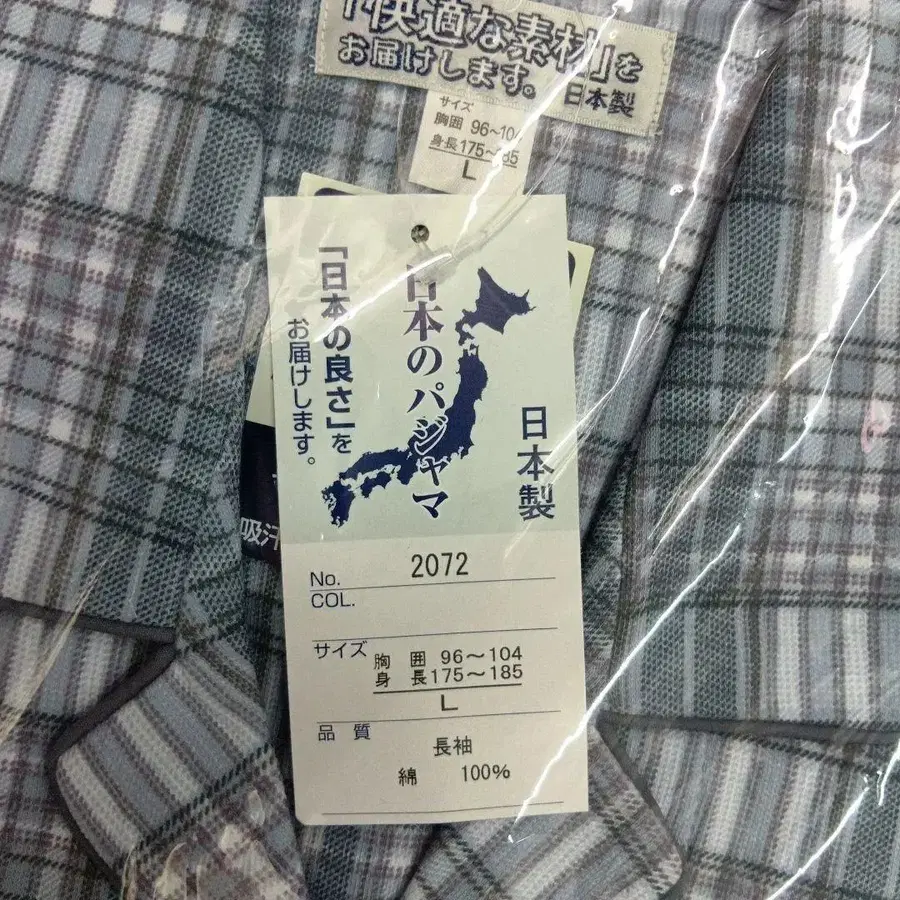 「快適な素材」を
お届けします。 日本製
サイズ
胸囲 96～104
身長 175～185
L
日本のパジャマ
「日本の良さ」を
お届けします。
日本製
吸汗
No. 2072
COL.
サイズ 胸囲 96～104
身長 175～185
L
品質 長袖
綿 100%